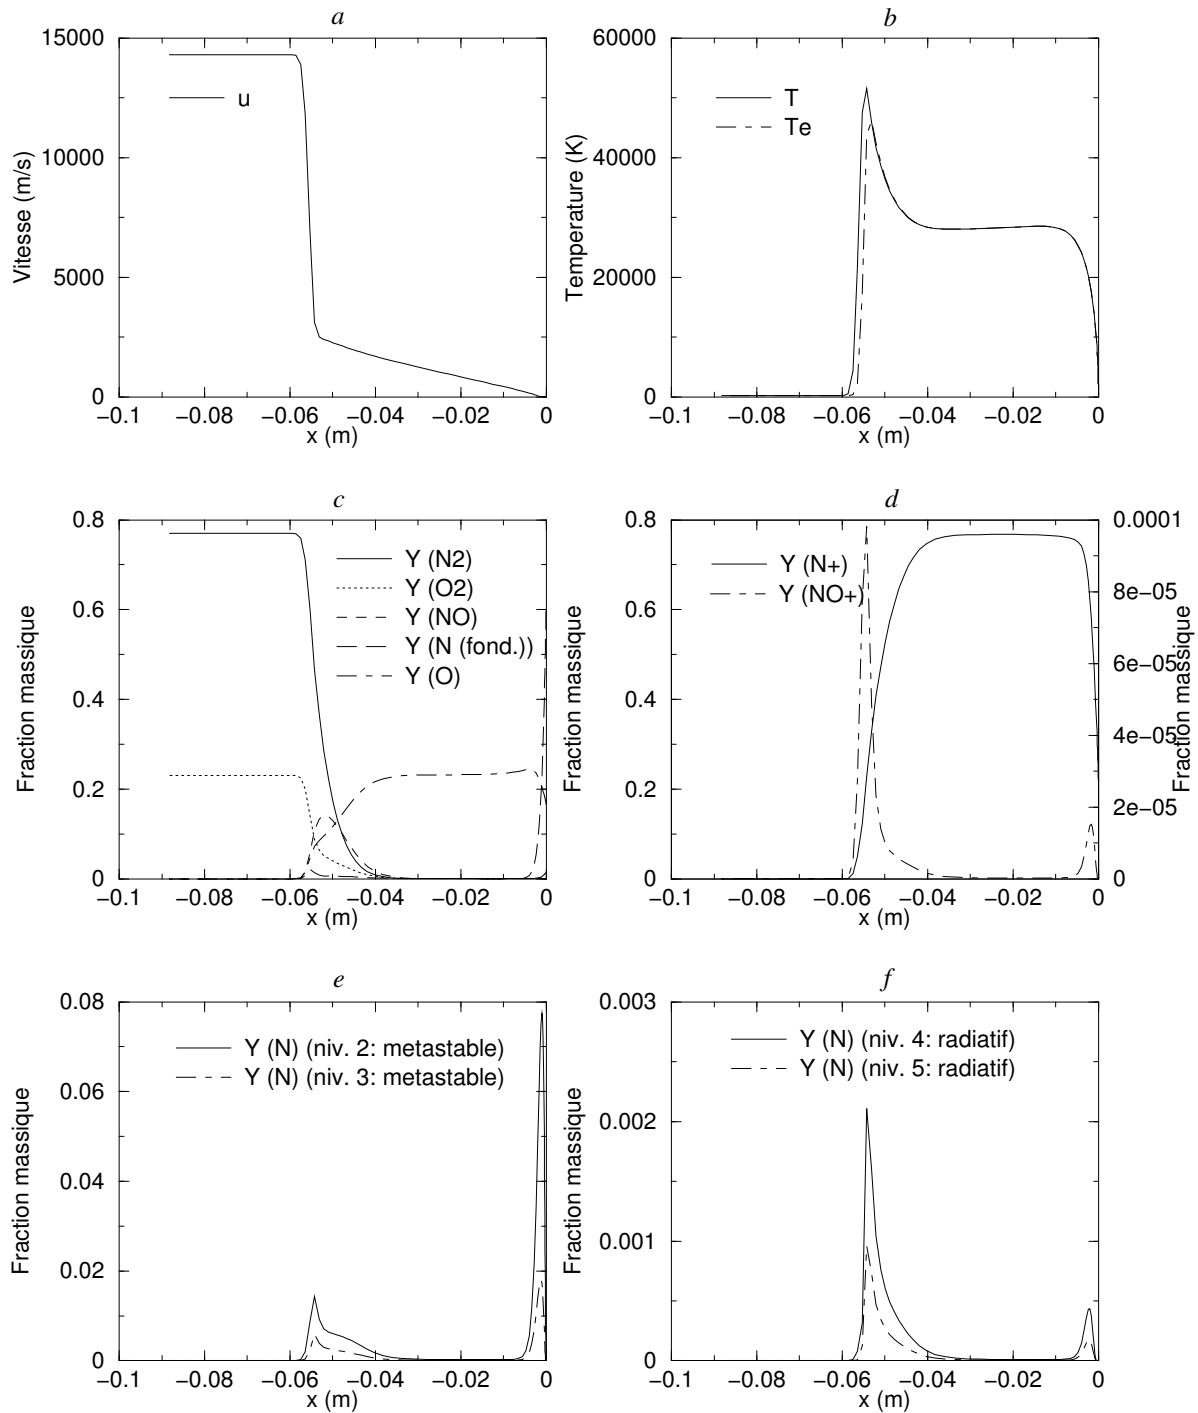 a
15000
10000
5000
0
Vitesse (m/s)
u
−0.1 −0.08 −0.06 −0.04 −0.02 0
x (m)
b
60000
40000
20000
0
Temperature (K)
T
Te
−0.1 −0.08 −0.06 −0.04 −0.02 0
x (m)
c
0.8
0.6
0.4
0.2
0
Fraction massique
Y (N2)
Y (O2)
Y (NO)
Y (N (fond.))
Y (O)
−0.1 −0.08 −0.06 −0.04 −0.02 0
x (m)
d
0.8
0.6
0.4
0.2
0
Fraction massique
Y (N+)
Y (NO+)
0.0001
8e−05
6e−05
4e−05
2e−05
0
Fraction massique
−0.1 −0.08 −0.06 −0.04 −0.02 0
x (m)
e
0.08
0.06
0.04
0.02
0
Fraction massique
Y (N) (niv. 2: metastable)
Y (N) (niv. 3: metastable)
−0.1 −0.08 −0.06 −0.04 −0.02 0
x (m)
f
0.003
0.002
0.001
0
Fraction massique
Y (N) (niv. 4: radiatif)
Y (N) (niv. 5: radiatif)
−0.1 −0.08 −0.06 −0.04 −0.02 0
x (m)